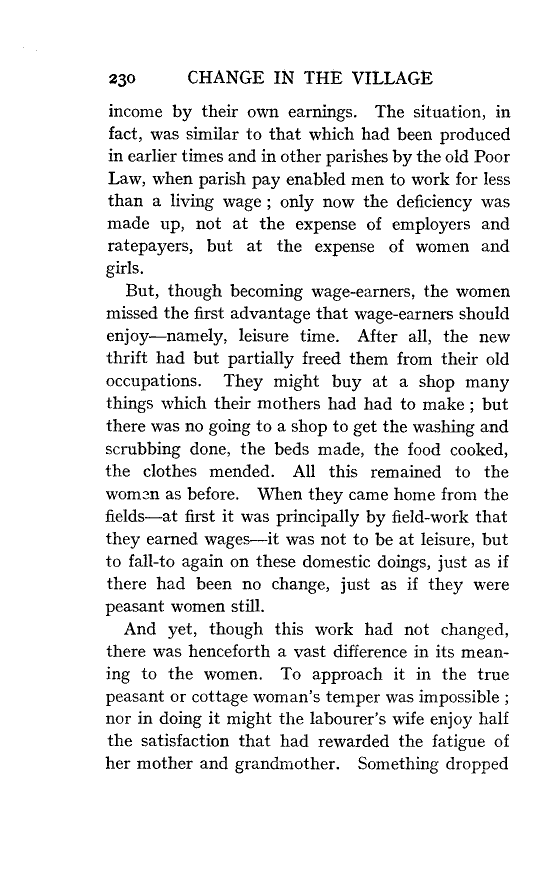 230 CHANGE IN THE VILLAGE
income by their own earnings. The situation, in
fact, was similar to that which had been produced
in earlier times and in other parishes by the old Poor
Law, when parish pay enabled men to work for less
than a living wage ; only now the deficiency was
made up, not at the expense of employers and
ratepayers, but at the expense of women and
girls.
But, though becoming wage-earners, the women
missed the first advantage that wage-earners should
enjoy—namely, leisure time. After all, the new
thrift had but partially freed them from their old
occupations. They might buy at a shop many
things which their mothers had had to make ; but
there was no going to a shop to get the washing and
scrubbing done, the beds made, the food cooked,
the clothes mended. All this remained to the
women as before. When they came home from the
fields—at first it was principally by field-work that
they earned wages—it was not to be at leisure, but
to fall-to again on these domestic doings, just as if
there had been no change, just as if they were
peasant women still.
And yet, though this work had not changed,
there was henceforth a vast difference in its mean-
ing to the women. To approach it in the true
peasant or cottage woman's temper was impossible ;
nor in doing it might the labourer's wife enjoy half
the satisfaction that had rewarded the fatigue of
her mother and grandmother. Something dropped